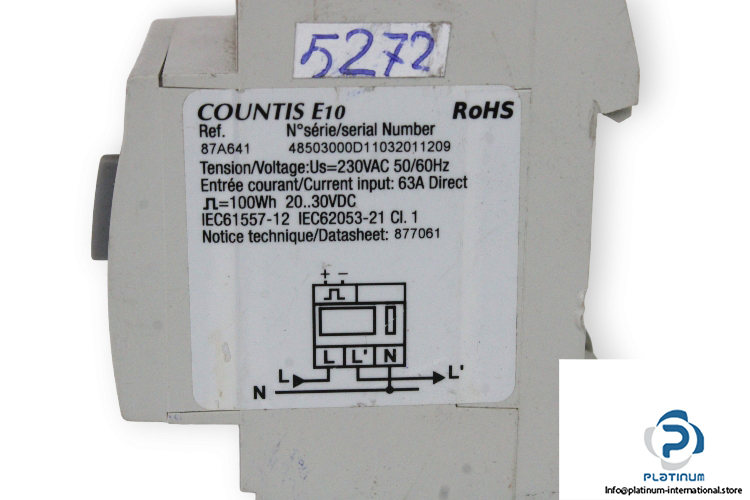 5272
COUNTIS E10 RoHS
Ref. N°série/serial Number
87A641 48503000D11032011209
Tension/Voltage:Us=230VAC 50/60Hz
Entrée courant/Current input: 63A Direct
⎍=100Wh 20..30VDC
IEC61557-12 IEC62053-21 Cl. 1
Notice technique/Datasheet: 877061
+ −
L L' N
L L'
N
PLATINUM
Info@platinum-international.store